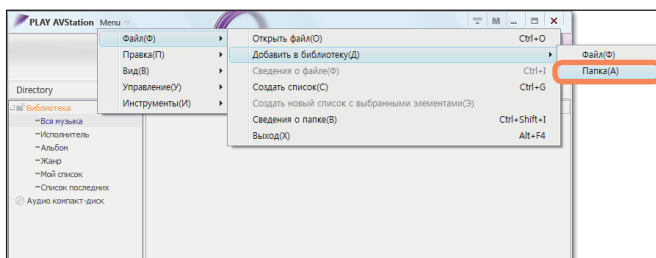 PLAY AVStation Menu
M
Файл(Ф)
Правка(П)
Вид(В)
Управление(У)
Инструменты(И)
Открыть файл(О) Ctrl+O
Добавить в библиотеку(Д)
Сведения о файле(Ф) Ctrl+I
Создать список(С) Ctrl+G
Создать новый список с выбранными элементами(Э)
Сведения о папке(В) Ctrl+Shift+I
Выход(Х) Alt+F4
Файл(Ф)
Папка(А)
Directory
Библиотека
Вся музыка
Исполнитель
Альбом
Жанр
Мой список
Список последних
Аудио компакт-диск